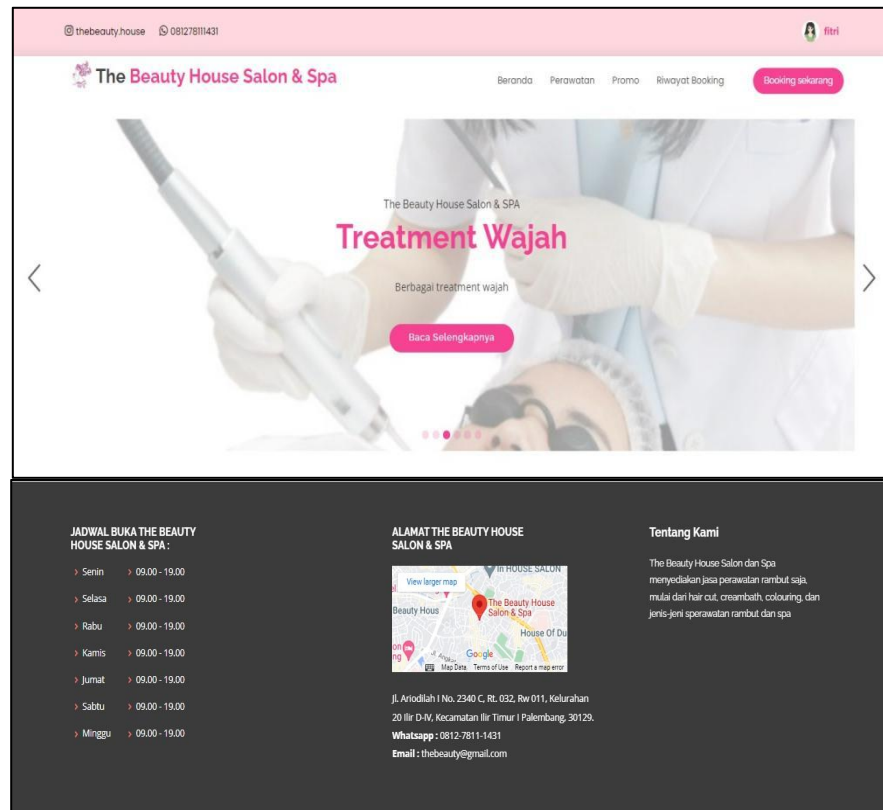 thebeauty.house 081278111431 fitri
The Beauty House Salon & Spa Beranda Perawatan Promo Riwayat Booking Booking sekarang
The Beauty House Salon & SPA
Treatment Wajah
Berbagai treatment wajah
Baca Selengkapnya
JADWAL BUKA THE BEAUTY
HOUSE SALON & SPA :
Senin 09.00 - 19.00
Selasa 09.00 - 19.00
Rabu 09.00 - 19.00
Kamis 09.00 - 19.00
Jumat 09.00 - 19.00
Sabtu 09.00 - 19.00
Minggu 09.00 - 19.00
ALAMAT THE BEAUTY HOUSE
SALON & SPA
In HOUSE SALON
View larger map
The Beauty House
Salon & Spa
Beauty Hous
House Of Du
Google
Map Data Terms of Use Report a map error
Jl. Ariodilah I No. 2340 C, Rt. 032, Rw 011, Kelurahan
20 Ilir D-IV, Kecamatan Ilir Timur I Palembang, 30129.
Whatsapp : 0812-7811-1431
Email : thebeauty@gmail.com
Tentang Kami
The Beauty House Salon dan Spa
menyediakan jasa perawatan rambut saja,
mulai dari hair cut, creambath, colouring, dan
jenis-jeni sperawatan rambut dan spa